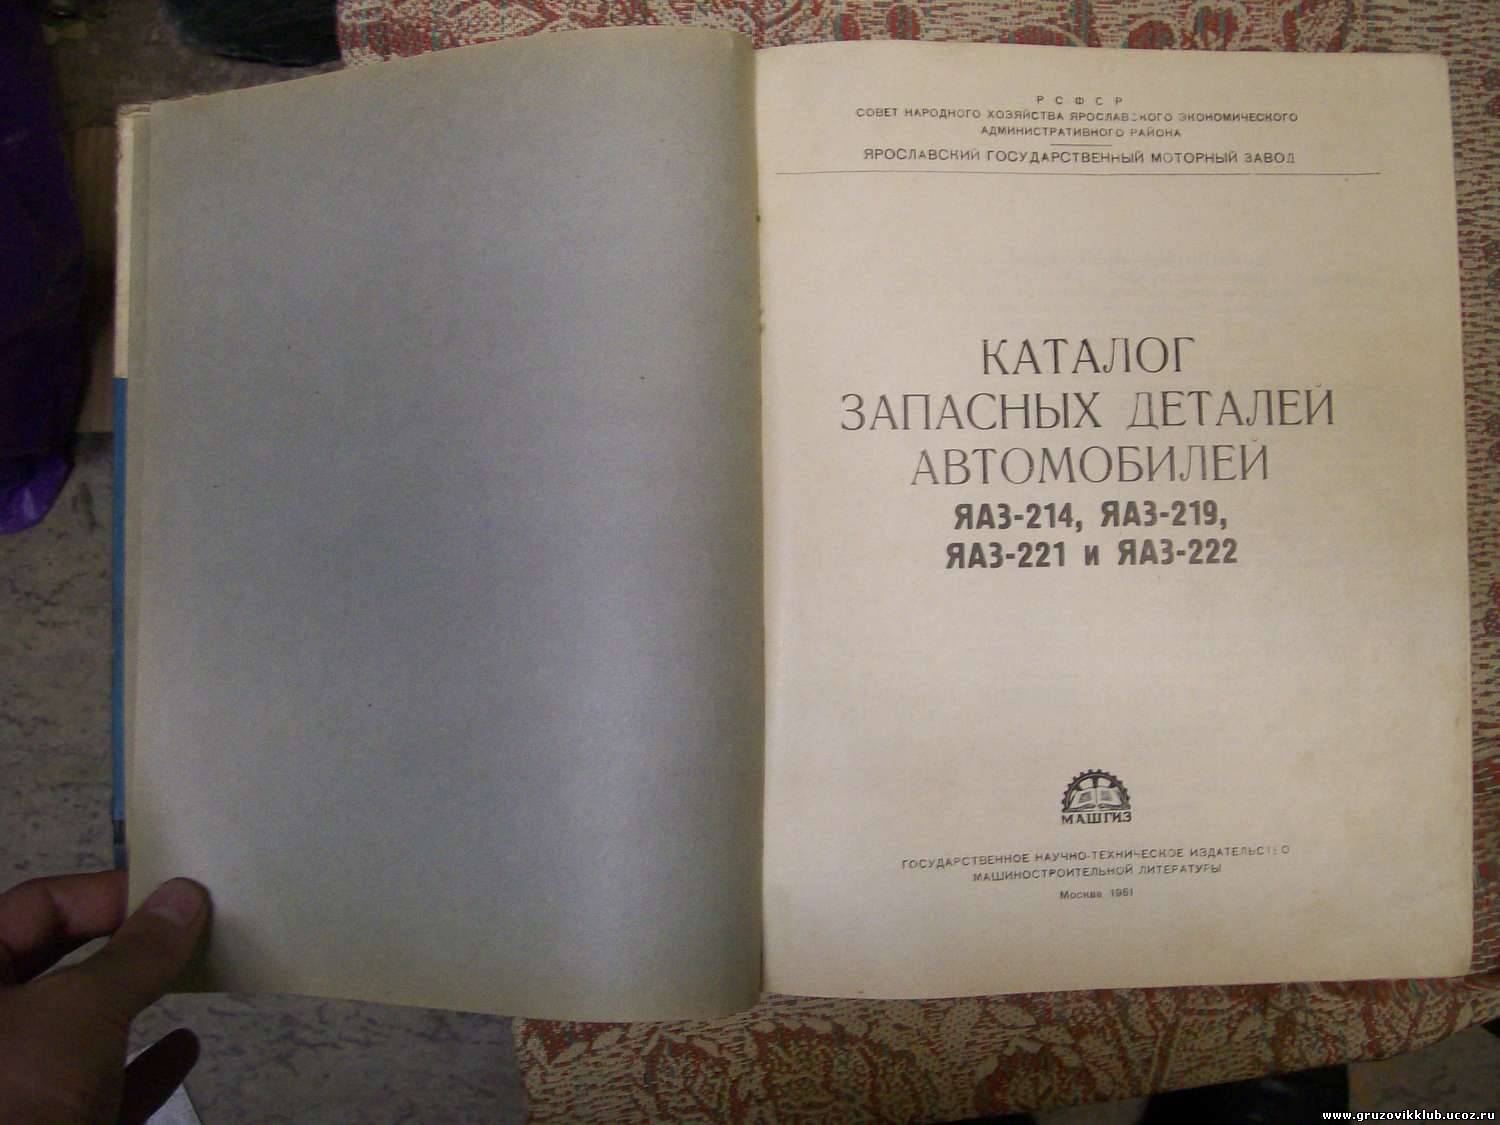 РСФСР
СОВЕТ НАРОДНОГО ХОЗЯЙСТВА ЯРОСЛАВСКОГО ЭКОНОМИЧЕСКОГО
АДМИНИСТРАТИВНОГО РАЙОНА
ЯРОСЛАВСКИЙ ГОСУДАРСТВЕННЫЙ МОТОРНЫЙ ЗАВОД
КАТАЛОГ
ЗАПАСНЫХ ДЕТАЛЕЙ
АВТОМОБИЛЕЙ
ЯАЗ-214, ЯАЗ-219,
ЯАЗ-221 и ЯАЗ-222
МАШГИЗ
ГОСУДАРСТВЕННОЕ НАУЧНО-ТЕХНИЧЕСКОЕ ИЗДАТЕЛЬСТВО
МАШИНОСТРОИТЕЛЬНОЙ ЛИТЕРАТУРЫ
Москва 1961
www.gruzovikklub.ucoz.ru